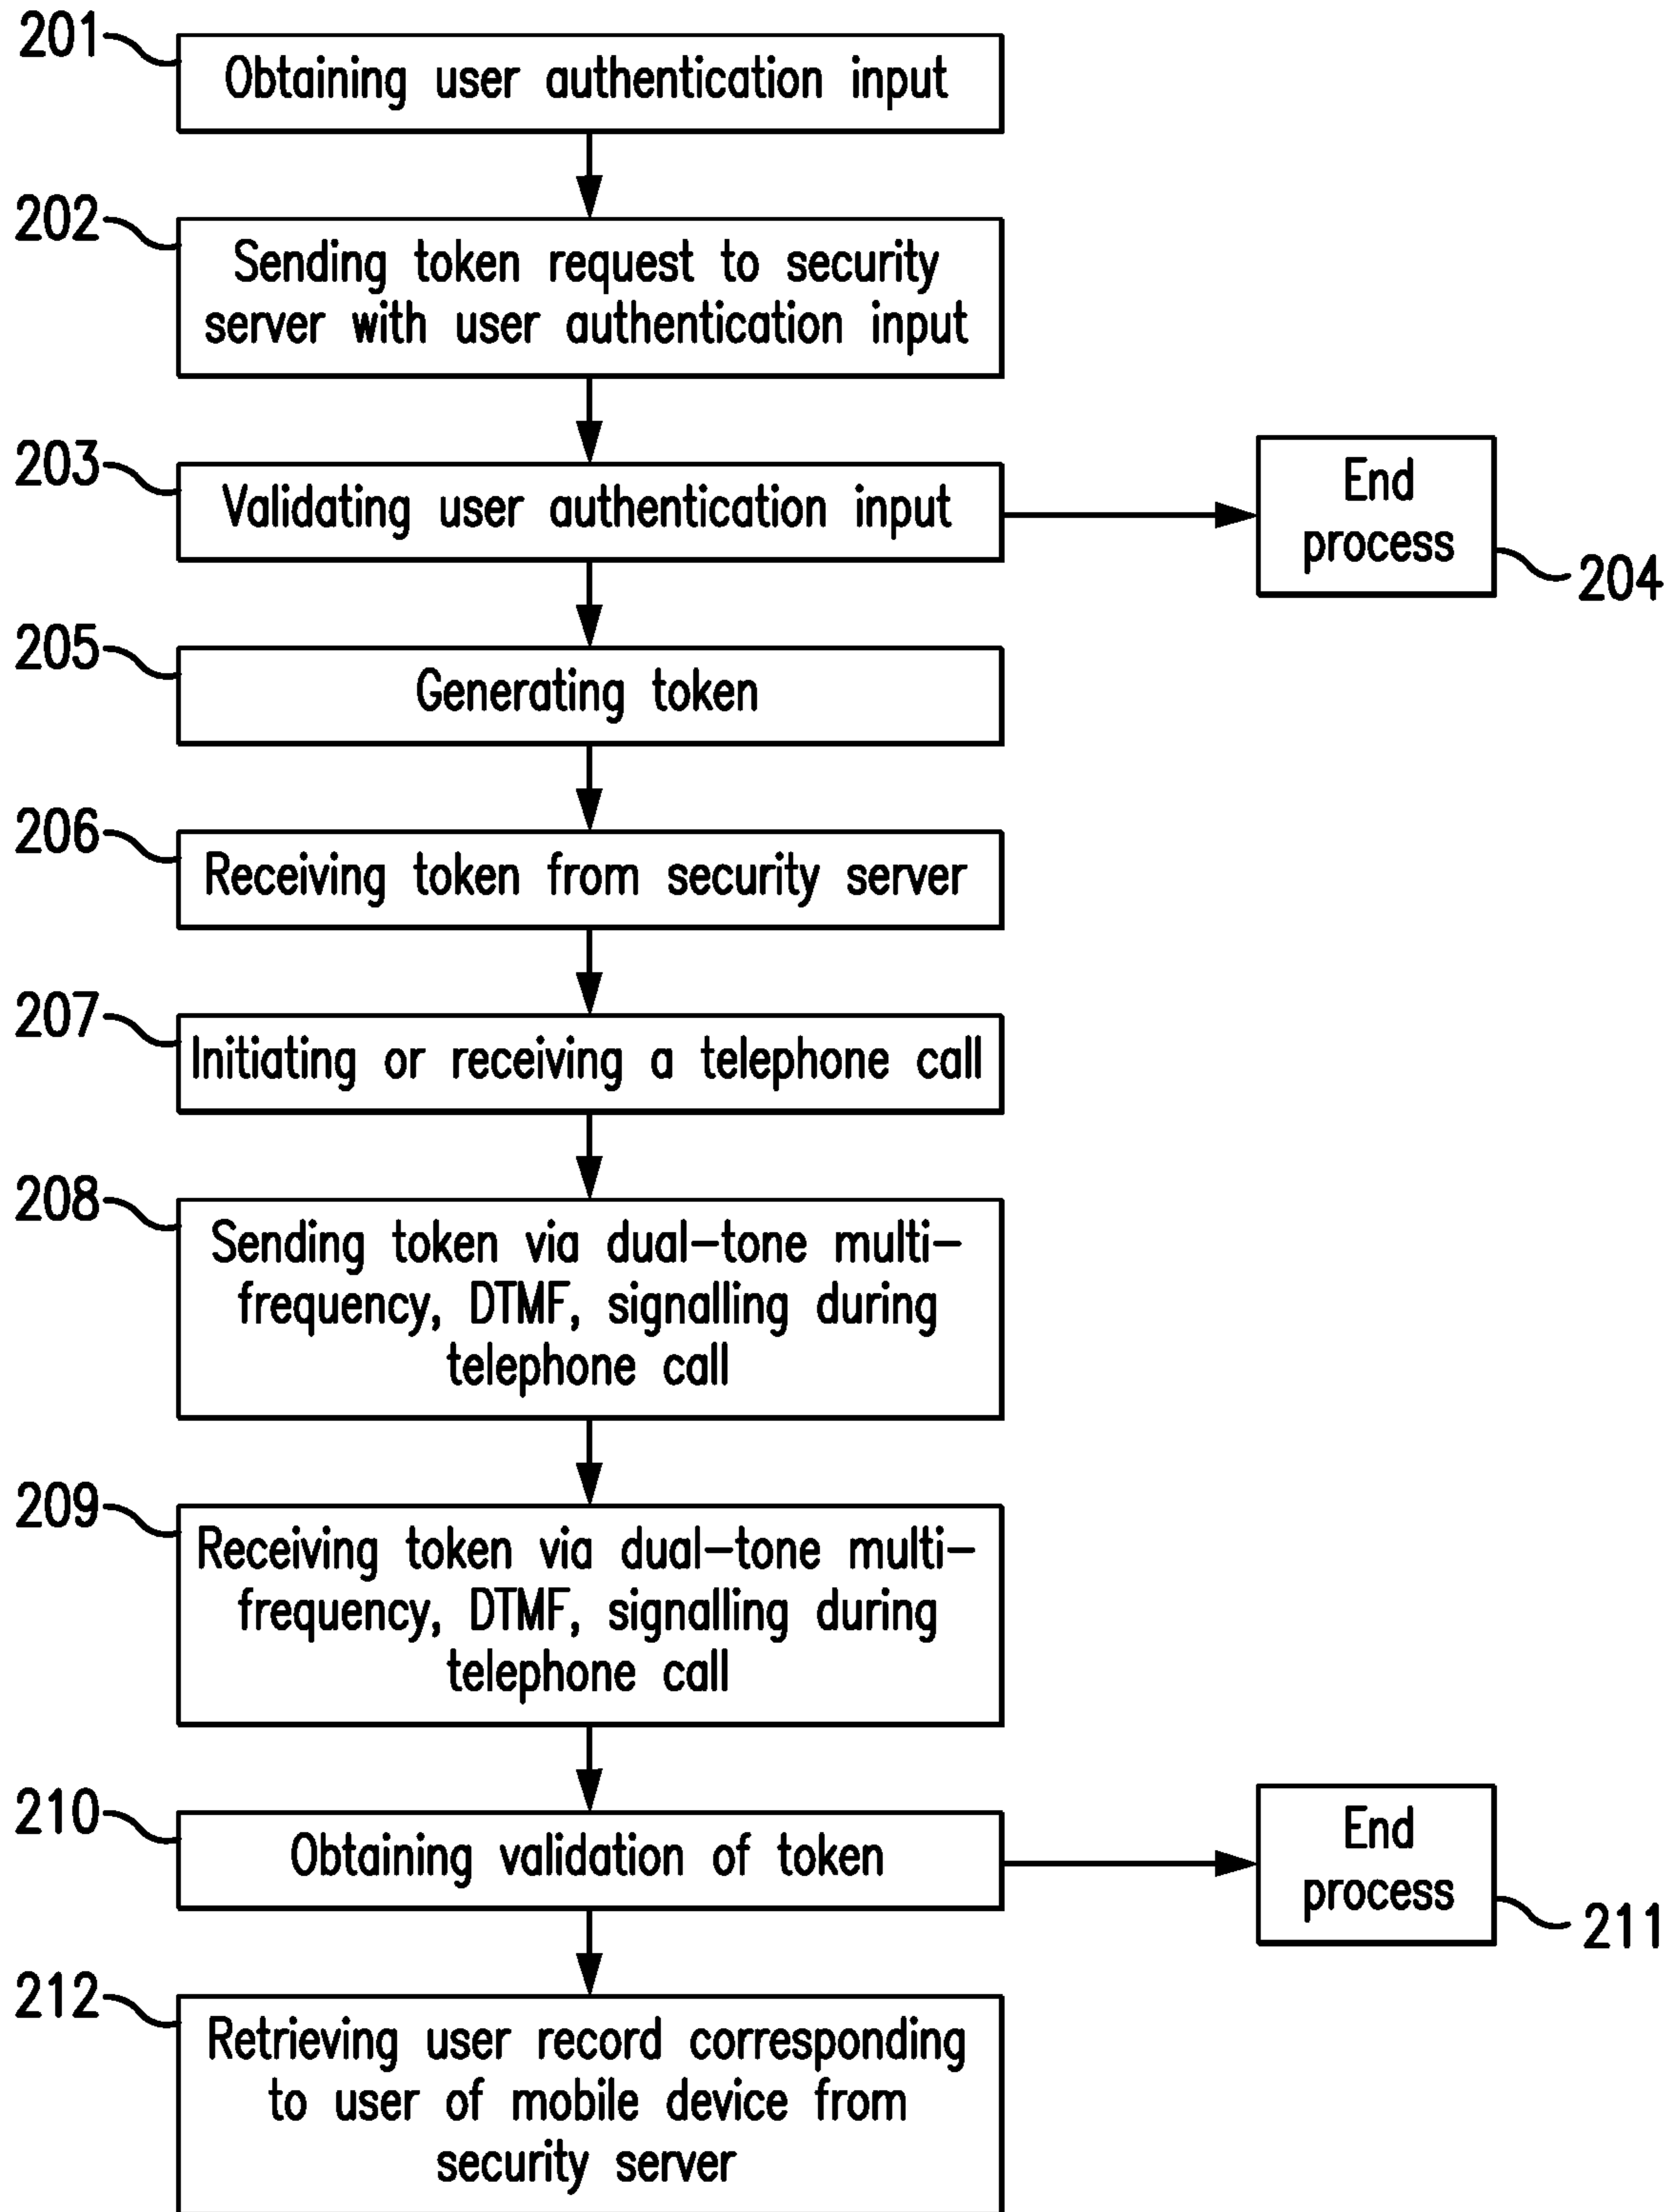 201
Obtaining user authentication input
202
Sending token request to security
server with user authentication input
203
Validating user authentication input
End
process
204
205
Generating token
206
Receiving token from security server
207
Initiating or receiving a telephone call
208
Sending token via dual-tone multi-
frequency, DTMF, signalling during
telephone call
209
Receiving token via dual-tone multi-
frequency, DTMF, signalling during
telephone call
210
Obtaining validation of token
End
process
211
212
Retrieving user record corresponding
to user of mobile device from
security server